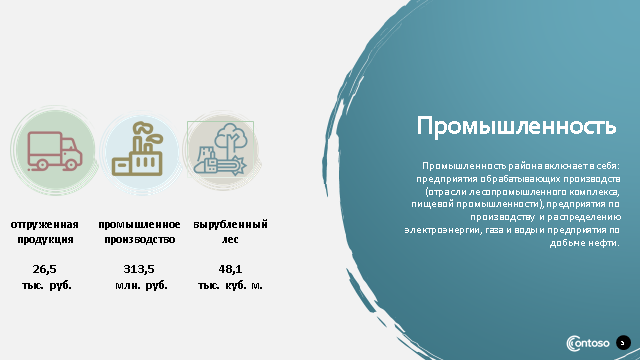 Промышленность
Промышленность района включает в себя:
предприятия обрабатывающих производств
(отрасли лесопромышленного комплекса,
пищевой промышленности), предприятия по
производству и распределению
электроэнергии, газа и воды и предприятия по
добыче нефти.
отгруженная
продукция
26,5
тыс. руб.
промышленное
производство
313,5
млн. руб.
вырубленный
лес
48,1
тыс. куб. м.
Contoso
5